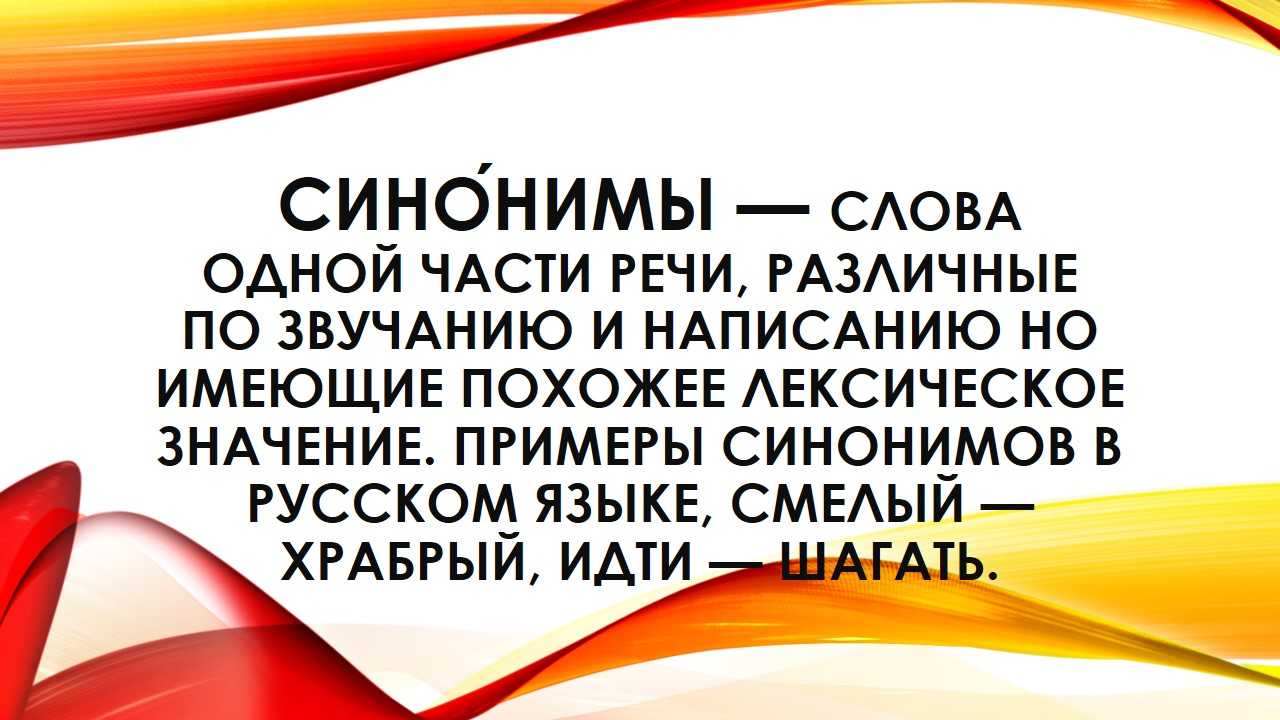 СИНО́НИМЫ — СЛОВА
ОДНОЙ ЧАСТИ РЕЧИ, РАЗЛИЧНЫЕ
ПО ЗВУЧАНИЮ И НАПИСАНИЮ НО
ИМЕЮЩИЕ ПОХОЖЕЕ ЛЕКСИЧЕСКОЕ
ЗНАЧЕНИЕ. ПРИМЕРЫ СИНОНИМОВ В
РУССКОМ ЯЗЫКЕ, СМЕЛЫЙ —
ХРАБРЫЙ, ИДТИ — ШАГАТЬ.